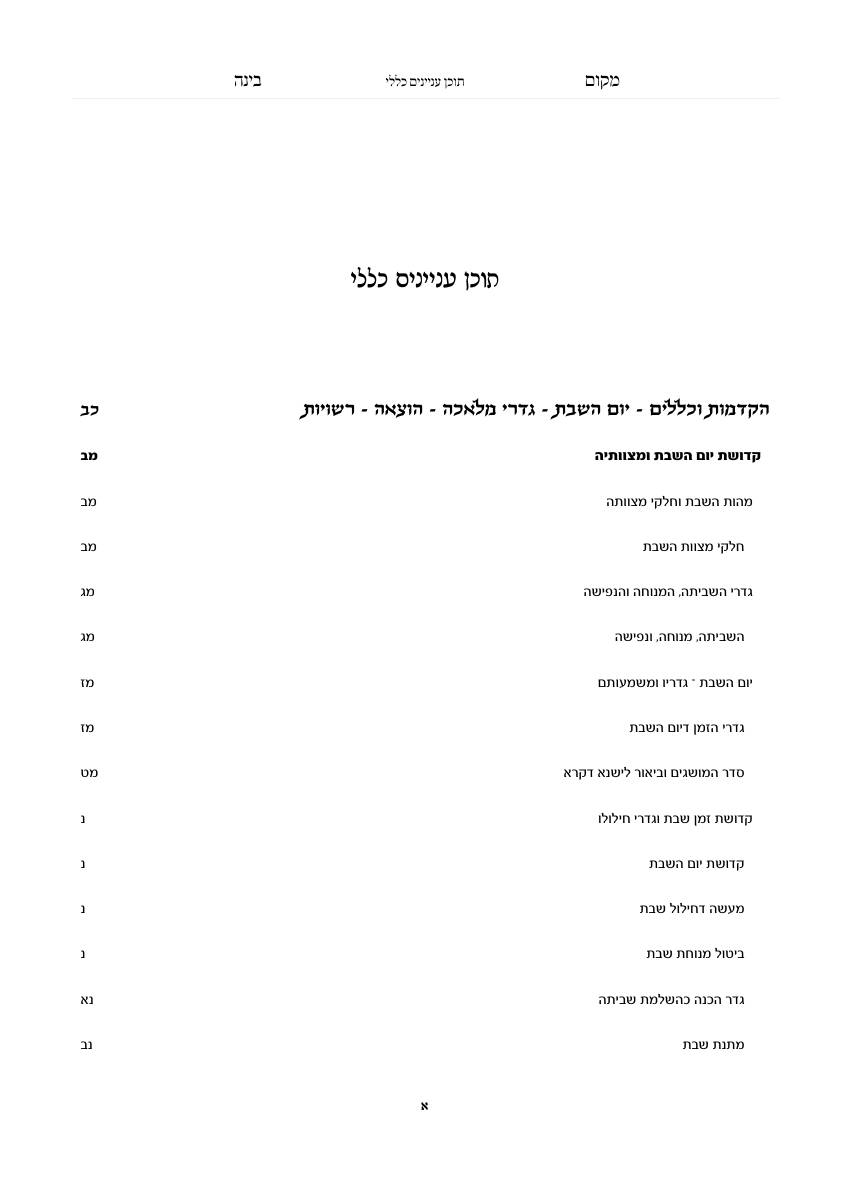 מקום תוכן עניינים כללי בינה
תוכן עניינים כללי
הקדמות וכללים - יום השבת - גדרי מלאכה - הוצאה - רשויות כב
קדושת יום השבת ומצוותיה מב
מהות השבת וחלקי מצוותה מב
חלקי מצוות השבת מב
גדרי השביתה, המנוחה והנפישה מג
השביתה, מנוחה, ונפישה מג
יום השבת - גדריו ומשמעותם מז
גדרי הזמן דיום השבת מז
סדר המושגים וביאור לישנא דקרא מט
קדושת זמן שבת וגדרי חילולו נ
קדושת יום השבת נ
מעשה דחילול שבת נ
ביטול מנוחת שבת נ
גדר הכנה כהשלמת שביתה נא
מתנת שבת נב
א